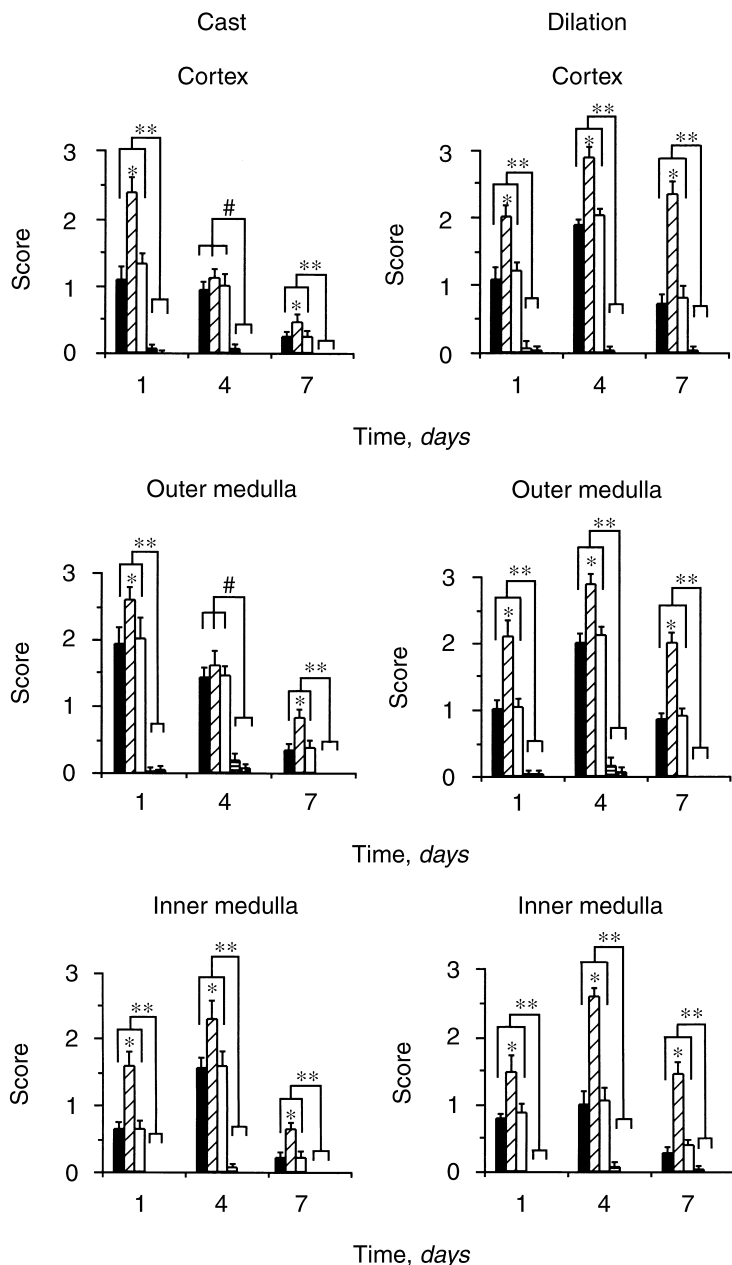 Cast Dilation
Cortex Cortex
** ** ** **
3 * # ** 3 * * *
2 * 2
Score Score
1 1
0 0
1 4 7 1 4 7
Time, days
Outer medulla Outer medulla
** # ** ** ** **
3 * * 3 * * *
2 2
Score Score
1 1
0 0
1 4 7 1 4 7
Time, days
Inner medulla Inner medulla
** ** ** ** ** **
3 * * * 3 * * *
2 2
Score Score
1 1
0 0
1 4 7 1 4 7
Time, days